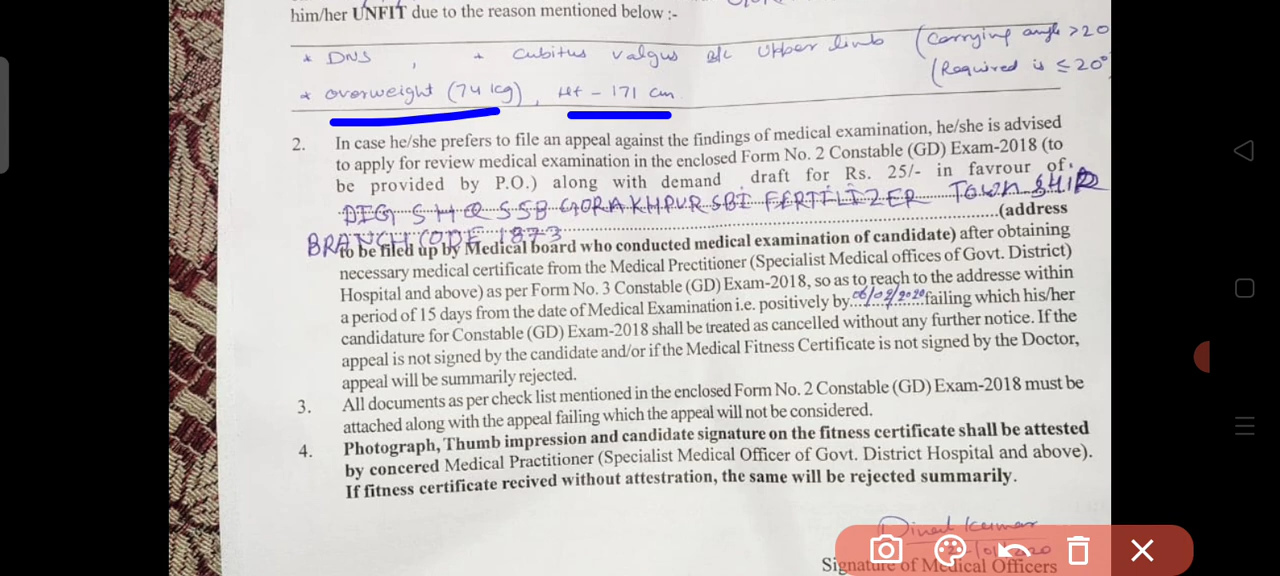 him/her UNFIT due to the reason mentioned below :-
* DNS , * Cubitus valgus B/L Upper limb (Carrying angle >20
(Required is ≤ 20°
* overweight (74 kg), Ht - 171 cm
2. In case he/she prefers to file an appeal against the findings of medical examination, he/she is advised
to apply for review medical examination in the enclosed Form No. 2 Constable (GD) Exam-2018 (to
be provided by P.O.) along with demand draft for Rs. 25/- in favrour of
DIG SHQ SSB GORAKHPUR SBI FERTILIZER TOWNSHIP
BRANCH CODE 1873 (address
to be filed up by Medical board who conducted medical examination of candidate) after obtaining
necessary medical certificate from the Medical Prectitioner (Specialist Medical offices of Govt. District)
Hospital and above) as per Form No. 3 Constable (GD) Exam-2018, so as to reach to the addresse within
a period of 15 days from the date of Medical Examination i.e. positively by 06/02/2020 failing which his/her
candidature for Constable (GD) Exam-2018 shall be treated as cancelled without any further notice. If the
appeal is not signed by the candidate and/or if the Medical Fitness Certificate is not signed by the Doctor,
appeal will be summarily rejected.
3. All documents as per check list mentioned in the enclosed Form No. 2 Constable (GD) Exam-2018 must be
attached along with the appeal failing which the appeal will not be considered.
4. Photograph, Thumb impression and candidate signature on the fitness certificate shall be attested
by concered Medical Practitioner (Specialist Medical Officer of Govt. District Hospital and above).
If fitness certificate recived without attestration, the same will be rejected summarily.
Signature of Medical Officers